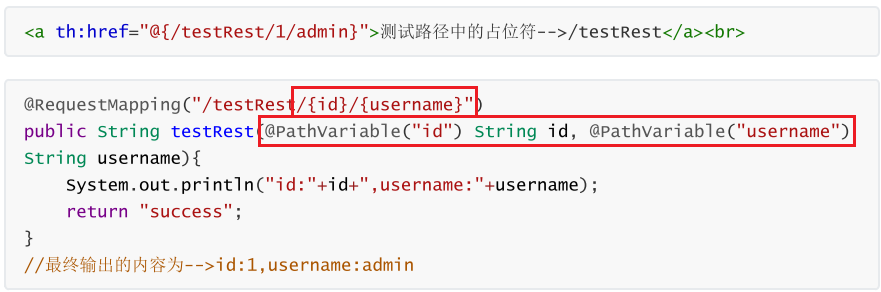 <a th:href="@{/testRest/1/admin}">测试路径中的占位符-->/testRest</a><br>
@RequestMapping("/testRest/{id}/{username}")
public String testRest(@PathVariable("id") String id, @PathVariable("username")
String username){
    System.out.println("id:"+id+",username:"+username);
    return "success";
}
//最终输出的内容为-->id:1,username:admin